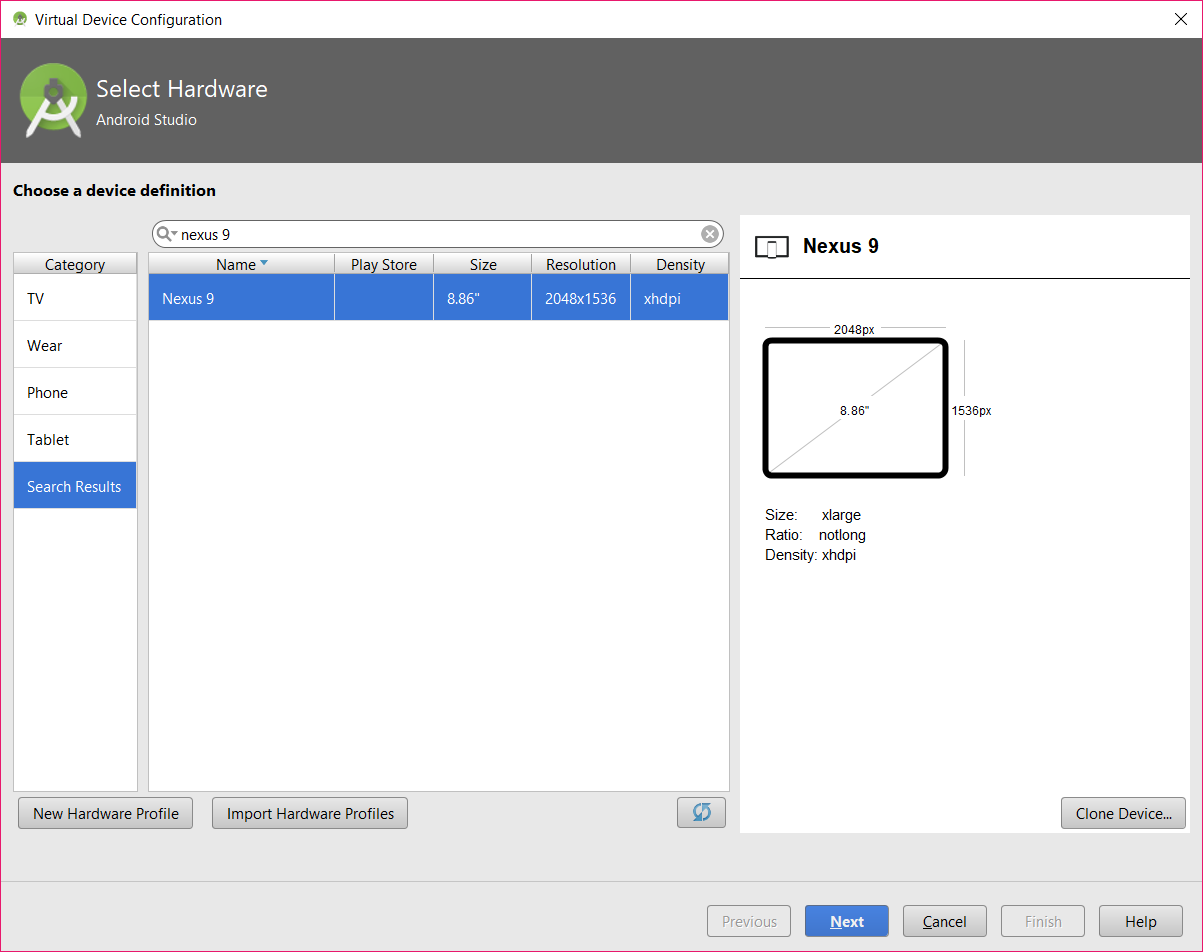 Virtual Device Configuration
Select Hardware
Android Studio
Choose a device definition
nexus 9
Category
TV
Wear
Phone
Tablet
Search Results
Name Play Store Size Resolution Density
Nexus 9 8.86" 2048x1536 xhdpi
Nexus 9
2048px
8.86"
1536px
Size: xlarge
Ratio: notlong
Density: xhdpi
New Hardware Profile
Import Hardware Profiles
Clone Device...
Previous
Next
Cancel
Finish
Help